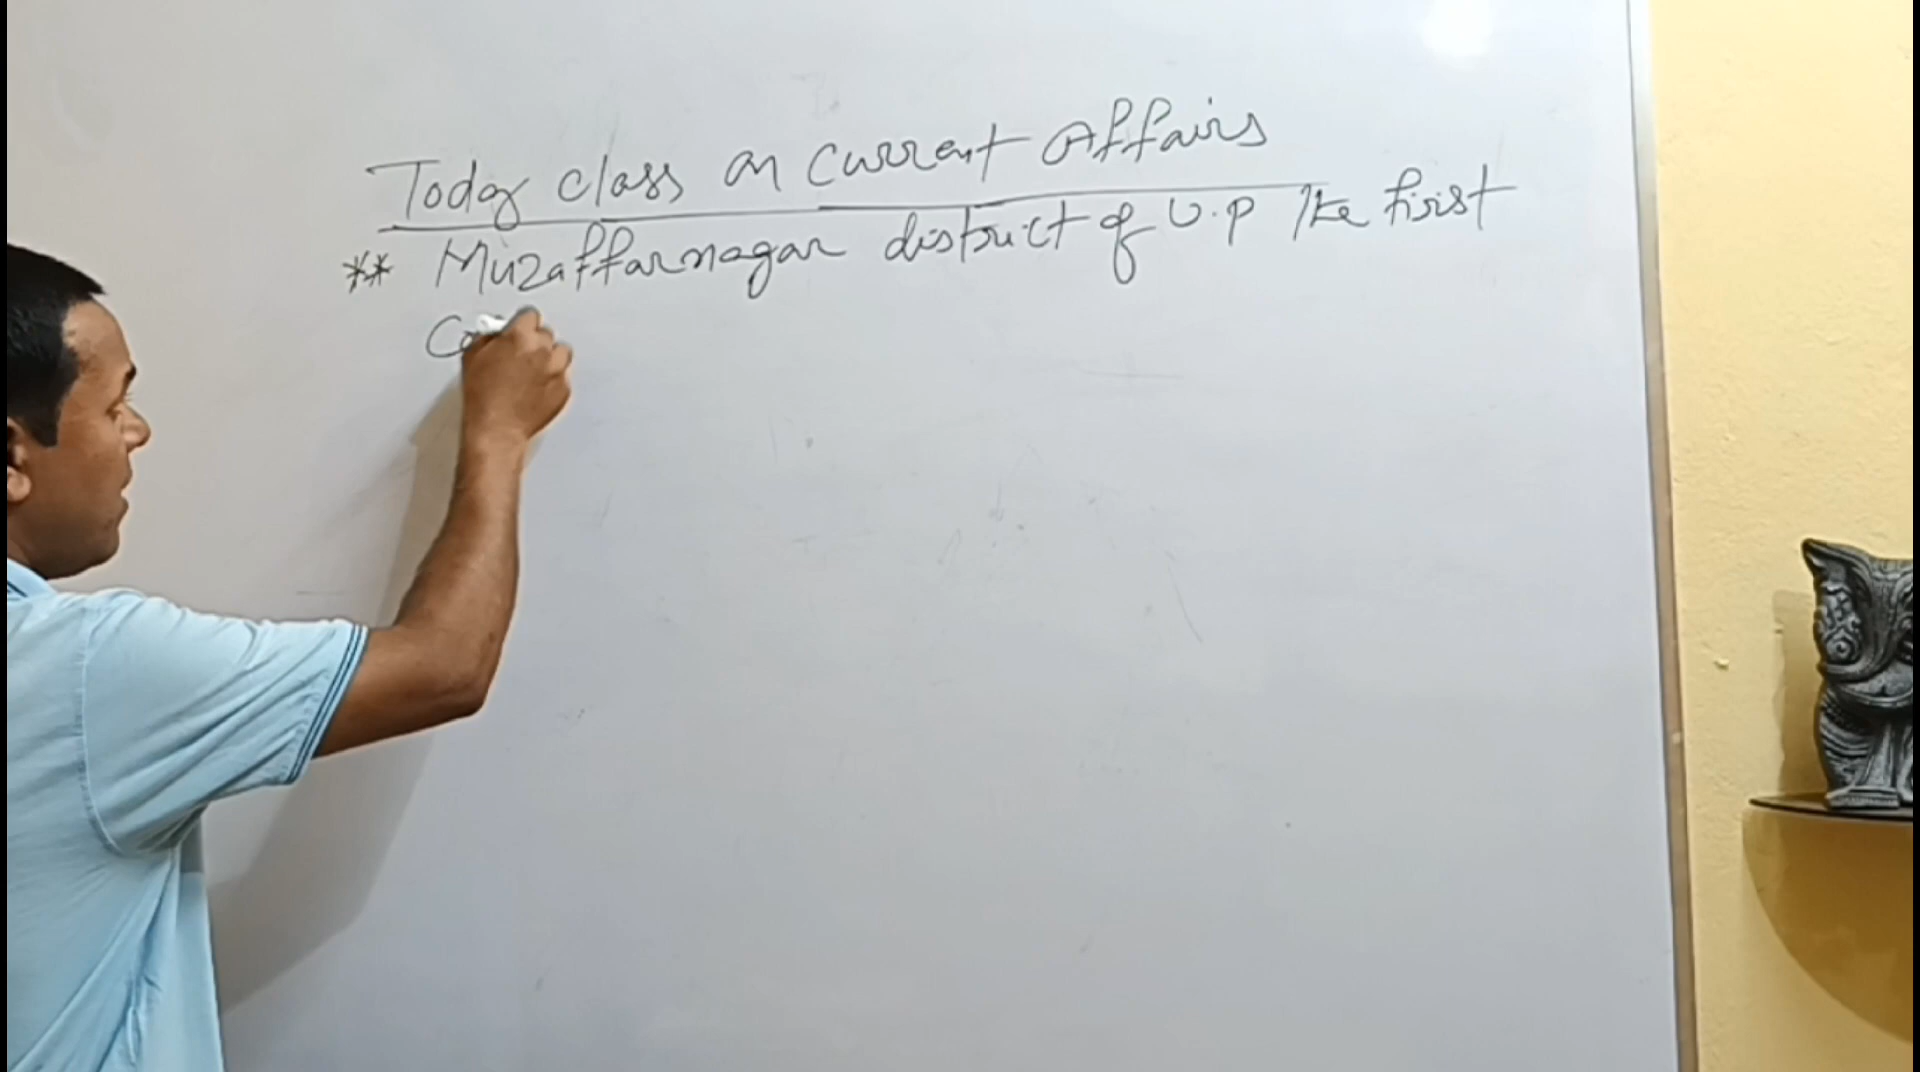 Today class on Current Affairs
** Muzaffarnagar district of U.P the first